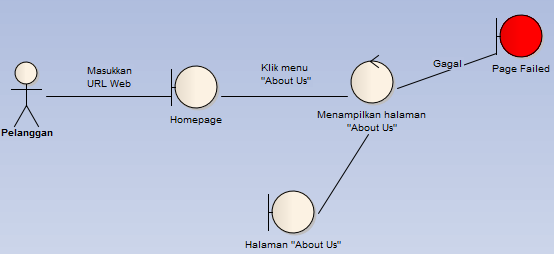 Masukkan
URL Web
Pelanggan
Homepage
Klik menu
"About Us"
Menampilkan halaman
"About Us"
Gagal
Page Failed
Halaman "About Us"